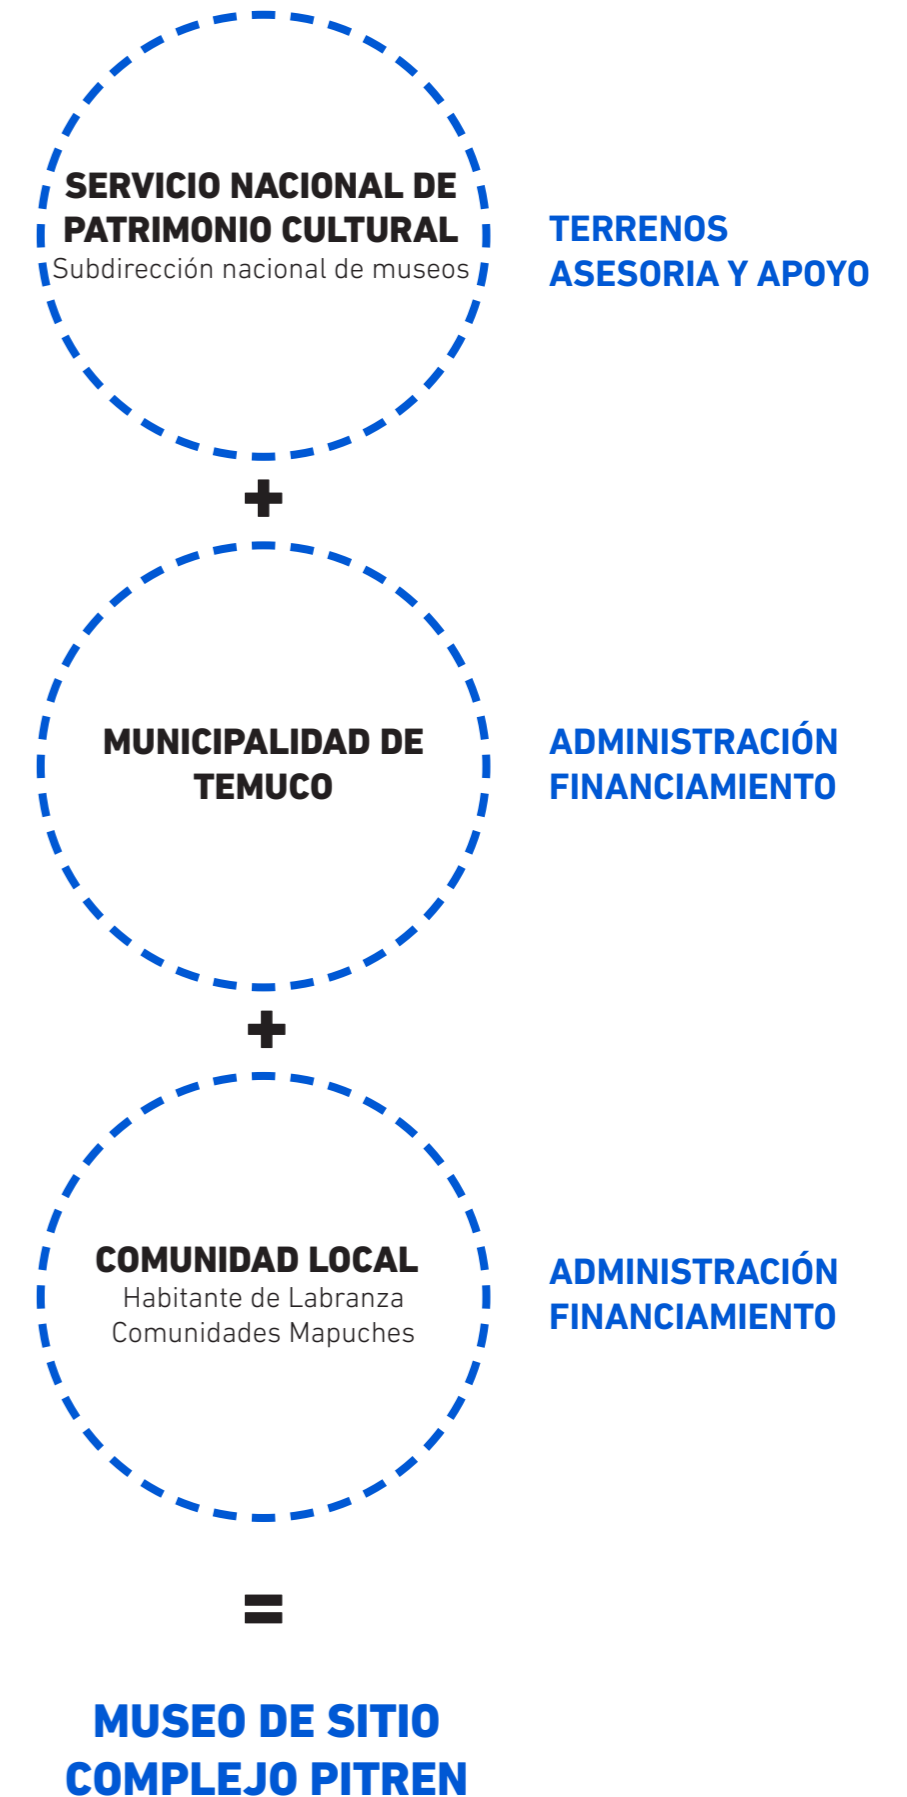 SERVICIO NACIONAL DE
PATRIMONIO CULTURAL
Subdirección nacional de museos
TERRENOS
ASESORIA Y APOYO
+
MUNICIPALIDAD DE
TEMUCO
ADMINISTRACIÓN
FINANCIAMIENTO
+
COMUNIDAD LOCAL
Habitante de Labranza
Comunidades Mapuches
ADMINISTRACIÓN
FINANCIAMIENTO
=
MUSEO DE SITIO
COMPLEJO PITREN